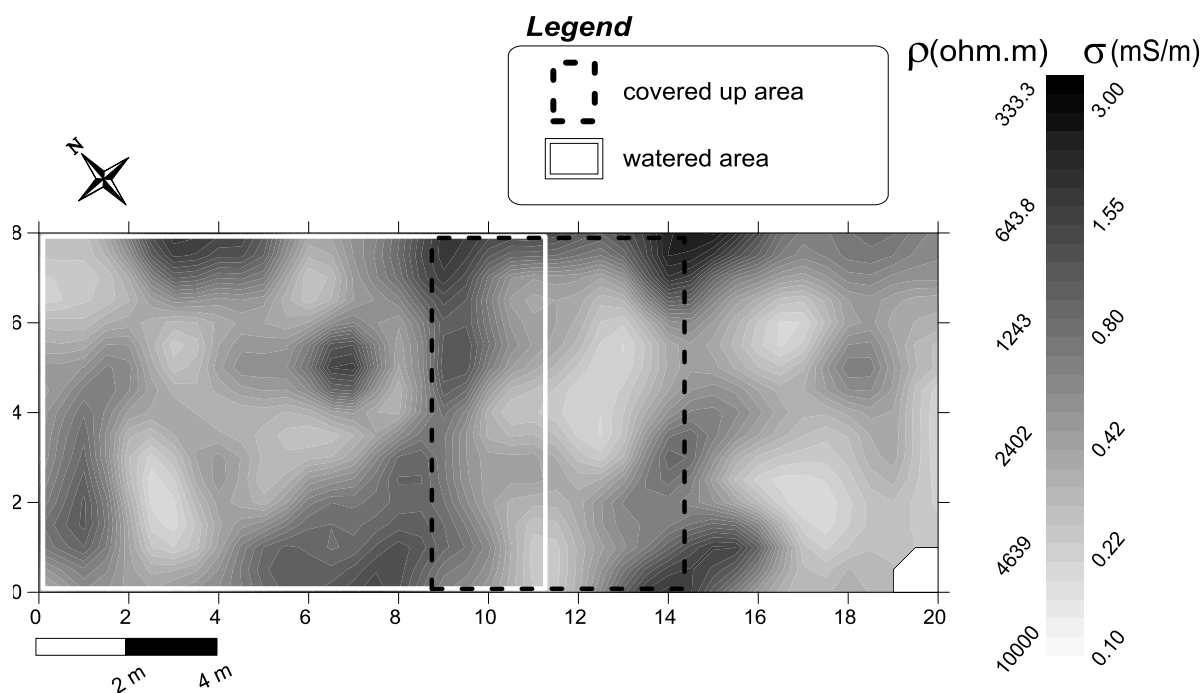 Legend
covered up area
watered area
ρ(ohm.m) σ(mS/m)
333.3 3.00
643.8 1.55
1243 0.80
2402 0.42
4639 0.22
10000 0.10
N
8
6
4
2
0
0 2 4 6 8 10 12 14 16 18 20
2 m 4 m